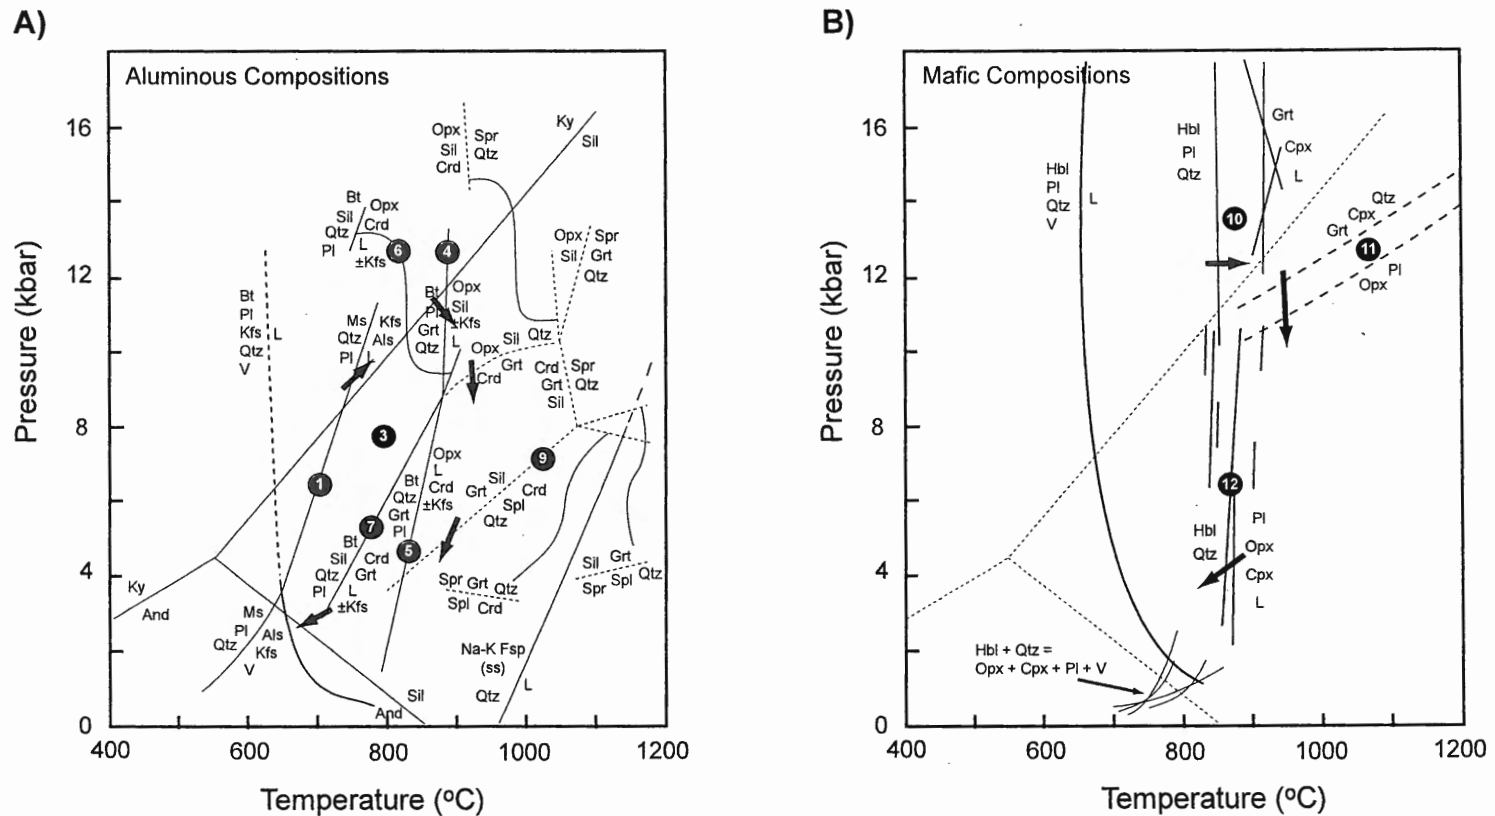 A)
Aluminous Compositions
Pressure (kbar)
16
12
8
4
0
400
600
800
1000
1200
Temperature (ºC)
Ky
Sil
Opx
Sil
Crd
Spr
Qtz
Bt
Sil
Qtz
Pl
Opx
Crd
L
±Kfs
6
4
Opx
Sil
Spr
Grt
Qtz
Bt
Pl
Grt
Qtz
Opx
Sil
±Kfs
L
Bt
Pl
Kfs
Qtz
V
L
Ms
Qtz
Pl
Kfs
Als
L
Opx
Crd
Sil
Grt
Qtz
Crd
Grt
Sil
Spr
Qtz
3
1
9
Opx
L
Crd
±Kfs
Bt
Qtz
Grt
Pl
Grt
Sil
Qtz
Spl
Crd
7
5
Bt
Sil
Qtz
Pl
Crd
Grt
L
±Kfs
Ky
And
Ms
Pl
Qtz
Als
Kfs
V
Spr
Grt
Qtz
Spl
Crd
Sil
Grt
Spr
Spl
Qtz
Na-K Fsp
(ss)
Qtz
L
Sil
And
B)
Mafic Compositions
Pressure (kbar)
16
12
8
4
0
400
600
800
1000
1200
Temperature (ºC)
Hbl
Pl
Qtz
V
L
Hbl
Pl
Qtz
Grt
Cpx
L
10
Grt
Cpx
Qtz
11
Opx
Pl
12
Hbl
Qtz
Pl
Opx
Cpx
L
Hbl + Qtz =
Opx + Cpx + Pl + V